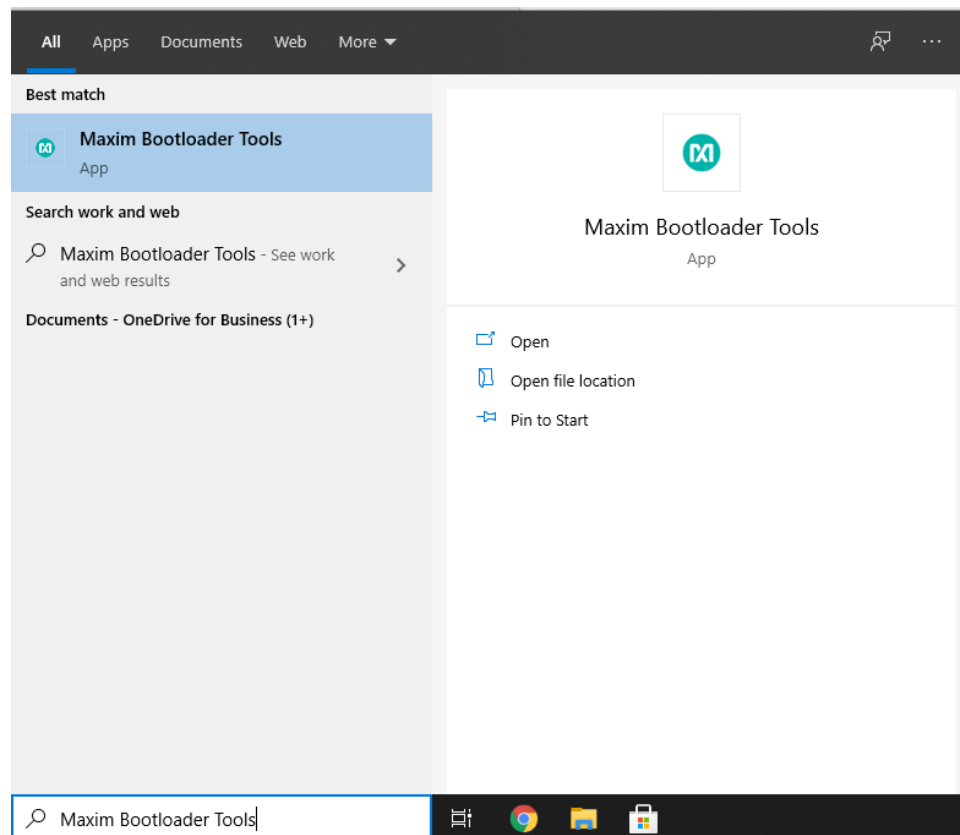 All Apps Documents Web More
Best match
Maxim Bootloader Tools
App
Search work and web
Maxim Bootloader Tools - See work
and web results
Documents - OneDrive for Business (1+)
Maxim Bootloader Tools
App
Open
Open file location
Pin to Start
Maxim Bootloader Tools